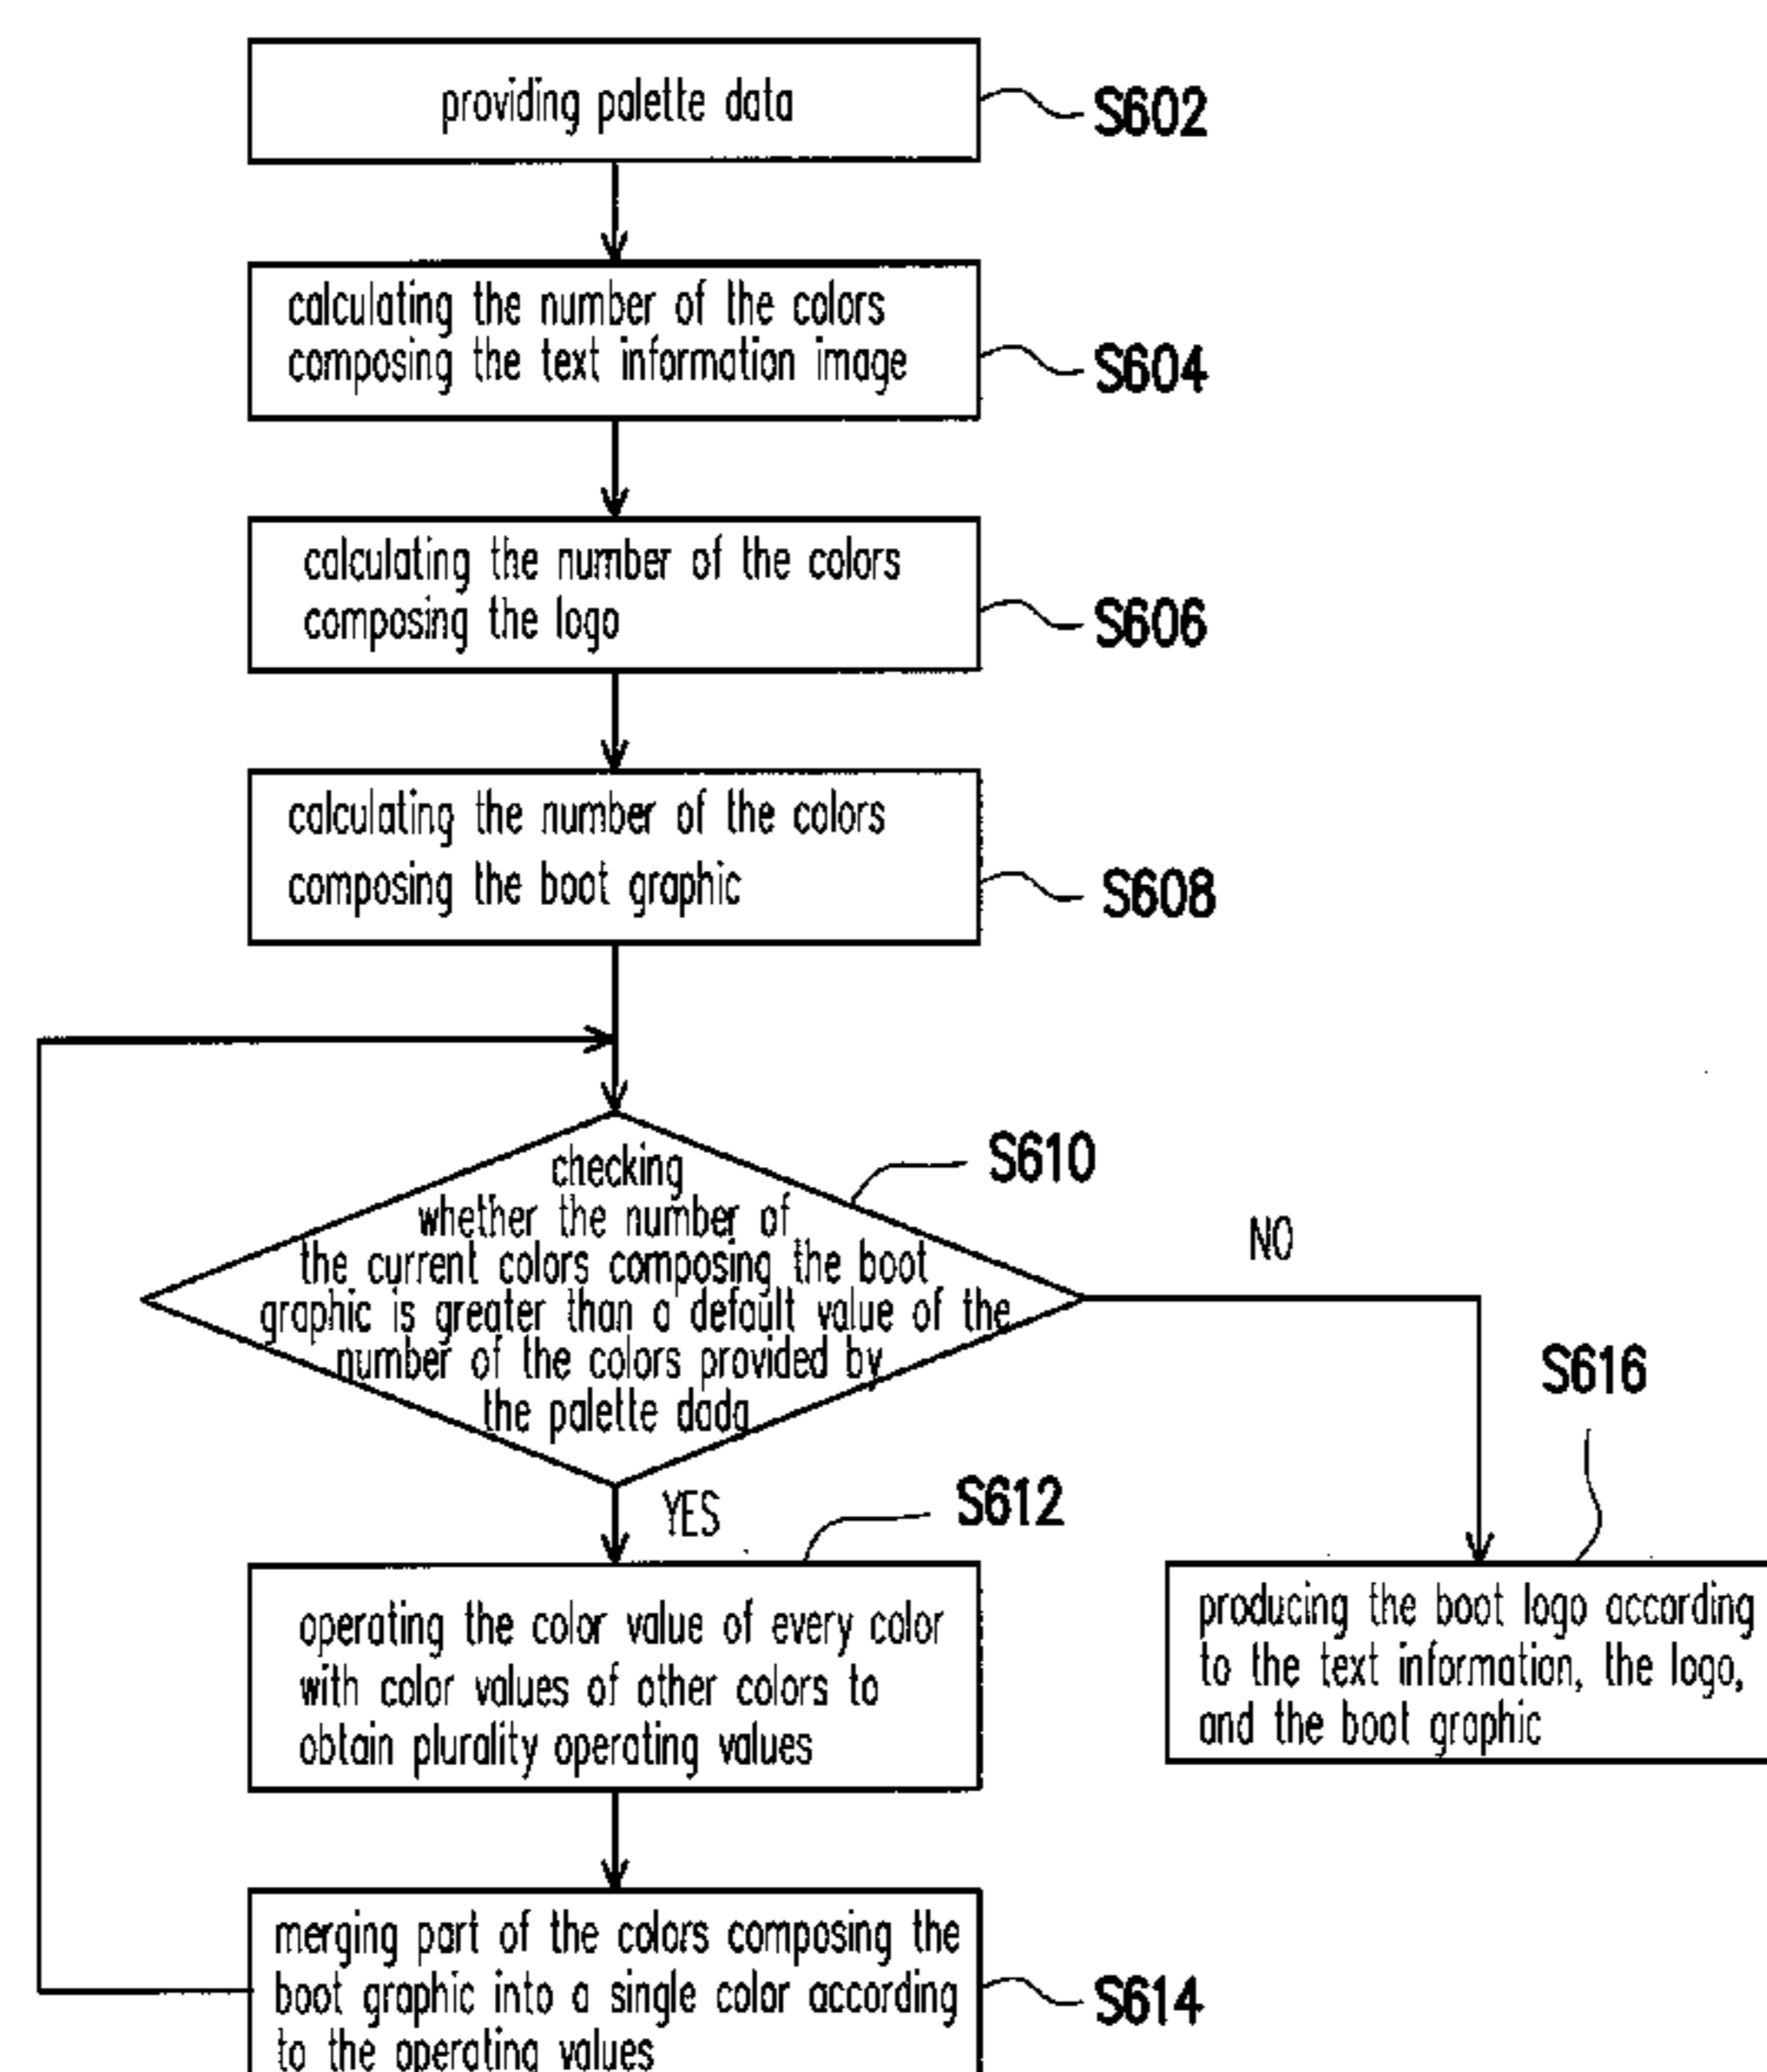 providing palette data
S602
calculating the number of the colors
composing the text information image
S604
calculating the number of the colors
composing the logo
S606
calculating the number of the colors
composing the boot graphic
S608
checking
whether the number of
the current colors composing the boot
graphic is greater than a default value of the
number of the colors provided by
the palette dada
S610
NO
YES
S612
operating the color value of every color
with color values of other colors to
obtain plurality operating values
S616
producing the boot logo according
to the text information, the logo,
and the boot graphic
merging part of the colors composing the
boot graphic into a single color according
to the operating values
S614